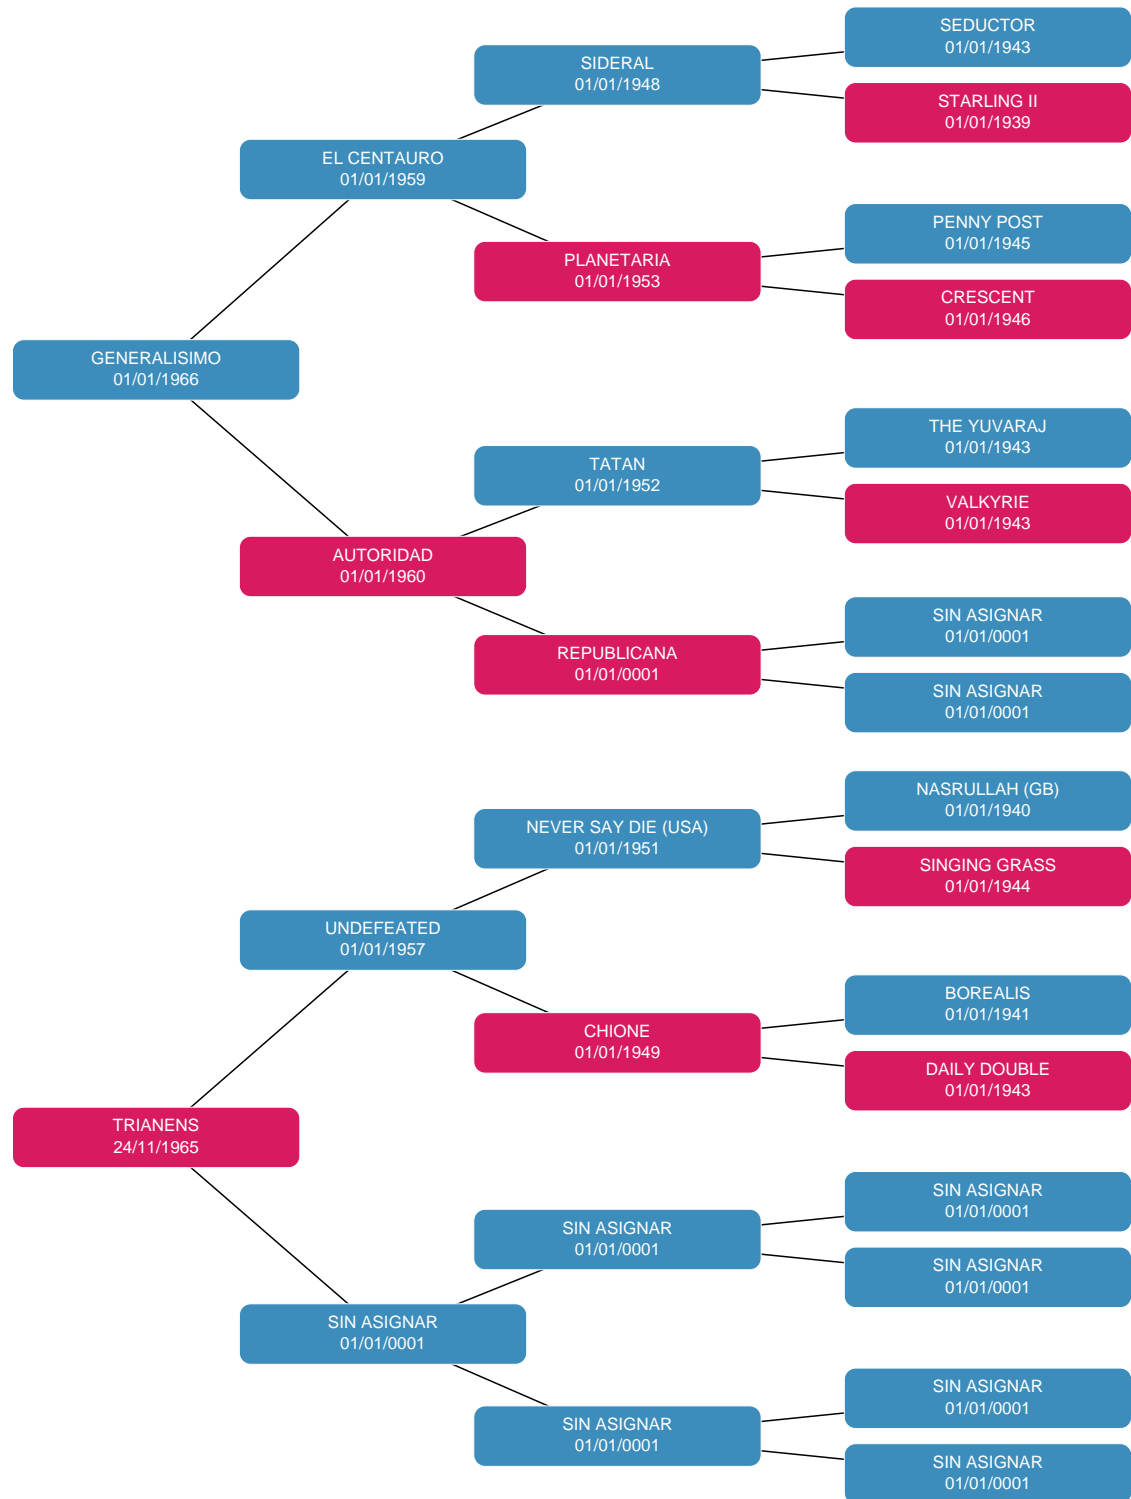 SEDUCTOR
01/01/1943
SIDERAL
01/01/1948
STARLING II
01/01/1939
EL CENTAURO
01/01/1959
PENNY POST
01/01/1945
PLANETARIA
01/01/1953
CRESCENT
01/01/1946
GENERALISIMO
01/01/1966
THE YUVARAJ
01/01/1943
TATAN
01/01/1952
VALKYRIE
01/01/1943
AUTORIDAD
01/01/1960
SIN ASIGNAR
01/01/0001
REPUBLICANA
01/01/0001
SIN ASIGNAR
01/01/0001
NASRULLAH (GB)
01/01/1940
NEVER SAY DIE (USA)
01/01/1951
SINGING GRASS
01/01/1944
UNDEFEATED
01/01/1957
BOREALIS
01/01/1941
CHIONE
01/01/1949
DAILY DOUBLE
01/01/1943
TRIANENS
24/11/1965
SIN ASIGNAR
01/01/0001
SIN ASIGNAR
01/01/0001
SIN ASIGNAR
01/01/0001
SIN ASIGNAR
01/01/0001
SIN ASIGNAR
01/01/0001
SIN ASIGNAR
01/01/0001
SIN ASIGNAR
01/01/0001